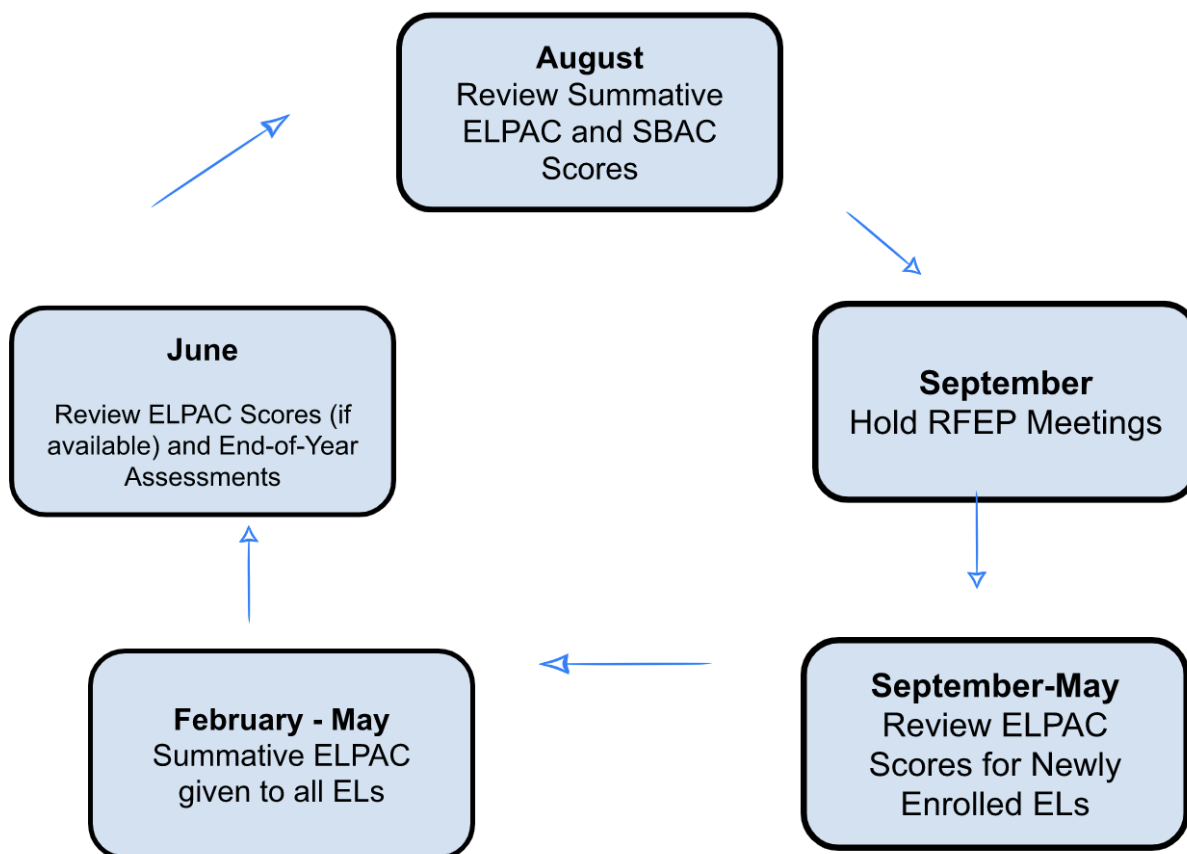 August
Review Summative
ELPAC and SBAC
Scores
September
Hold RFEP Meetings
September-May
Review ELPAC
Scores for Newly
Enrolled ELs
February - May
Summative ELPAC
given to all ELs
June
Review ELPAC Scores (if
available) and End-of-Year
Assessments